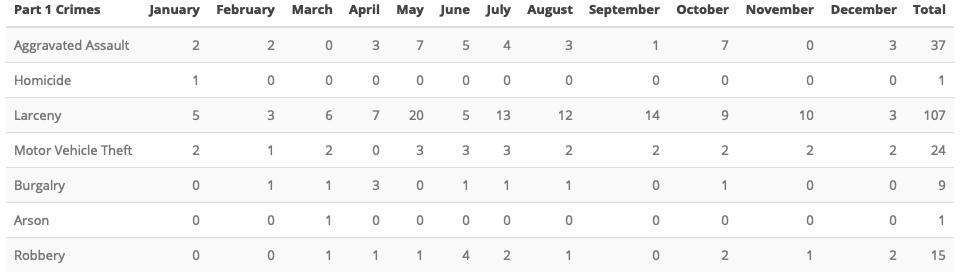 Part 1 Crimes January February March April May June July August September October November December Total
Aggravated Assault 2 2 0 3 7 5 4 3 1 7 0 3 37
Homicide 1 0 0 0 0 0 0 0 0 0 0 0 1
Larceny 5 3 6 7 20 5 13 12 14 9 10 3 107
Motor Vehicle Theft 2 1 2 0 3 3 3 2 2 2 2 2 24
Burgalry 0 1 1 3 0 1 1 1 0 1 0 0 9
Arson 0 0 1 0 0 0 0 0 0 0 0 0 1
Robbery 0 0 1 1 1 4 2 1 0 2 1 2 15